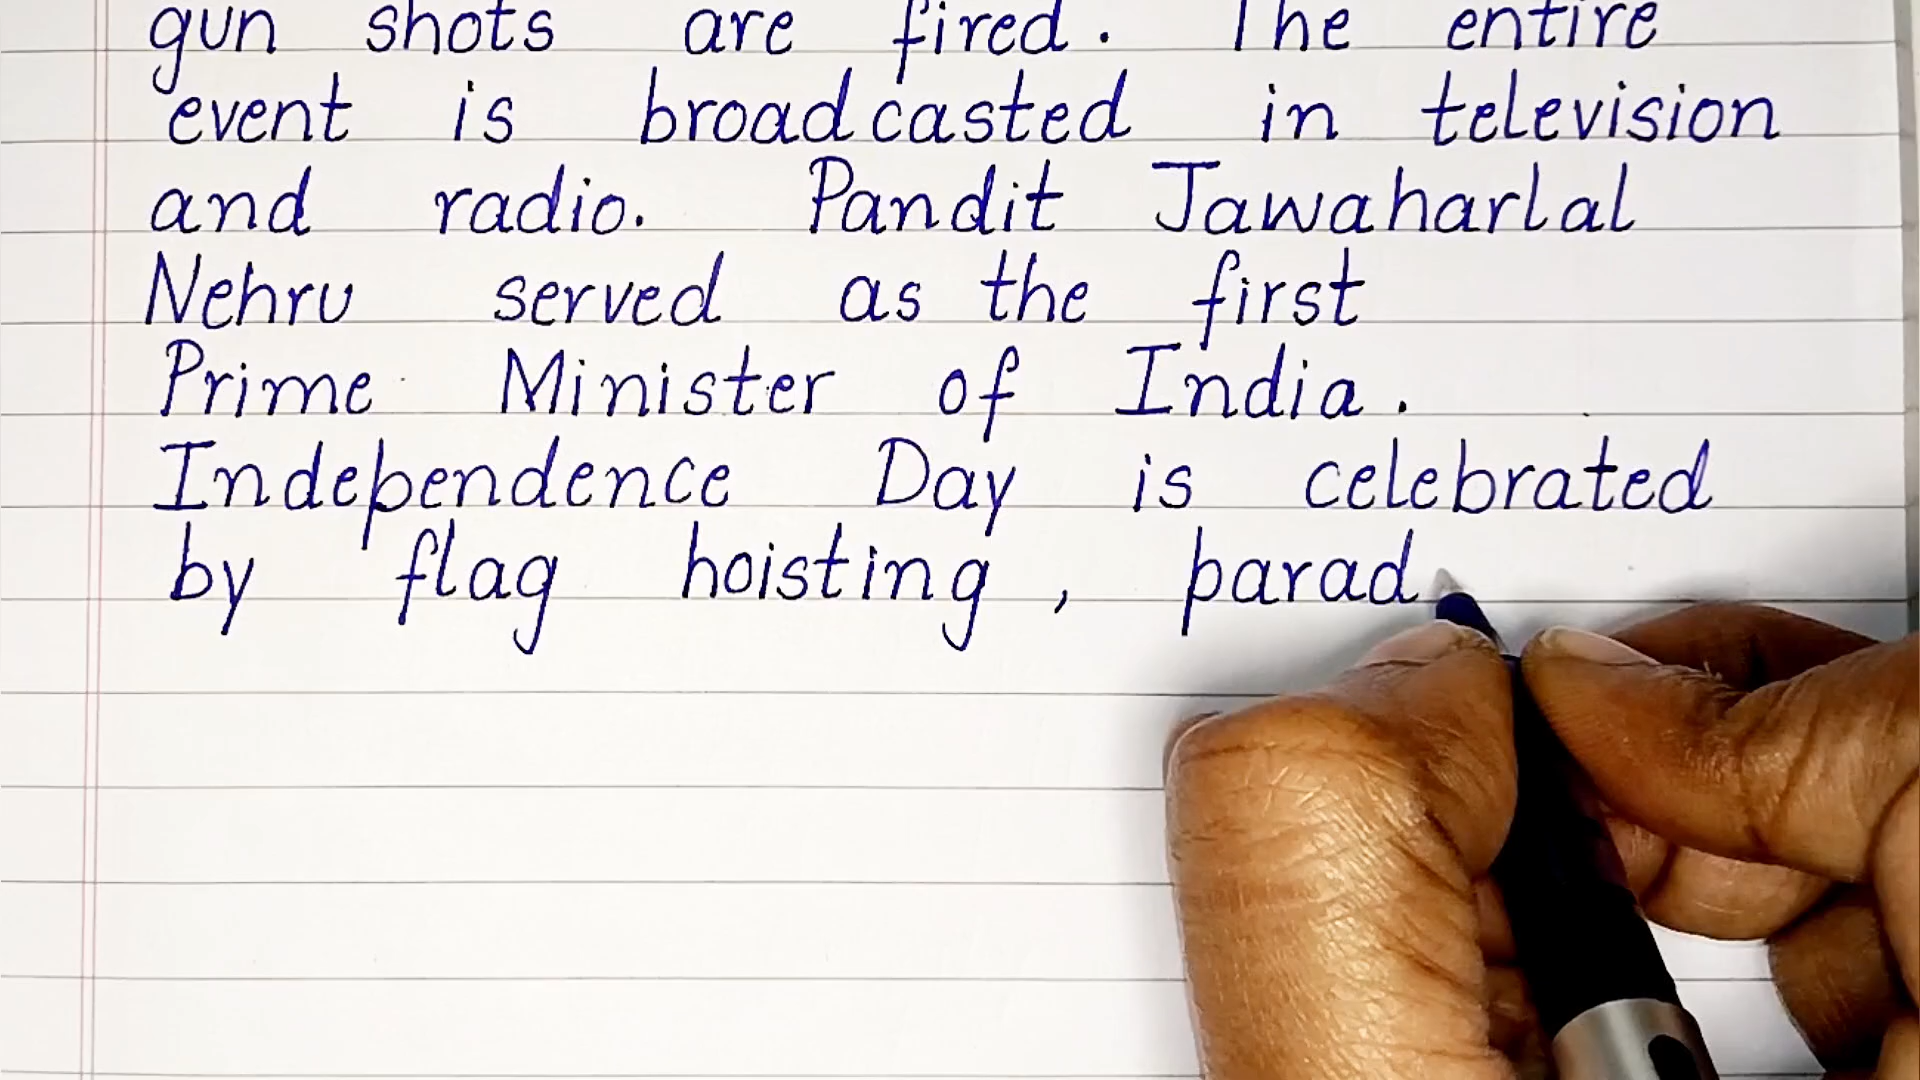 gun shots are fired. The entire
event is broadcasted in television
and radio. Pandit Jawaharlal
Nehru served as the first
Prime Minister of India.
Independence Day is celebrated
by flag hoisting, parad